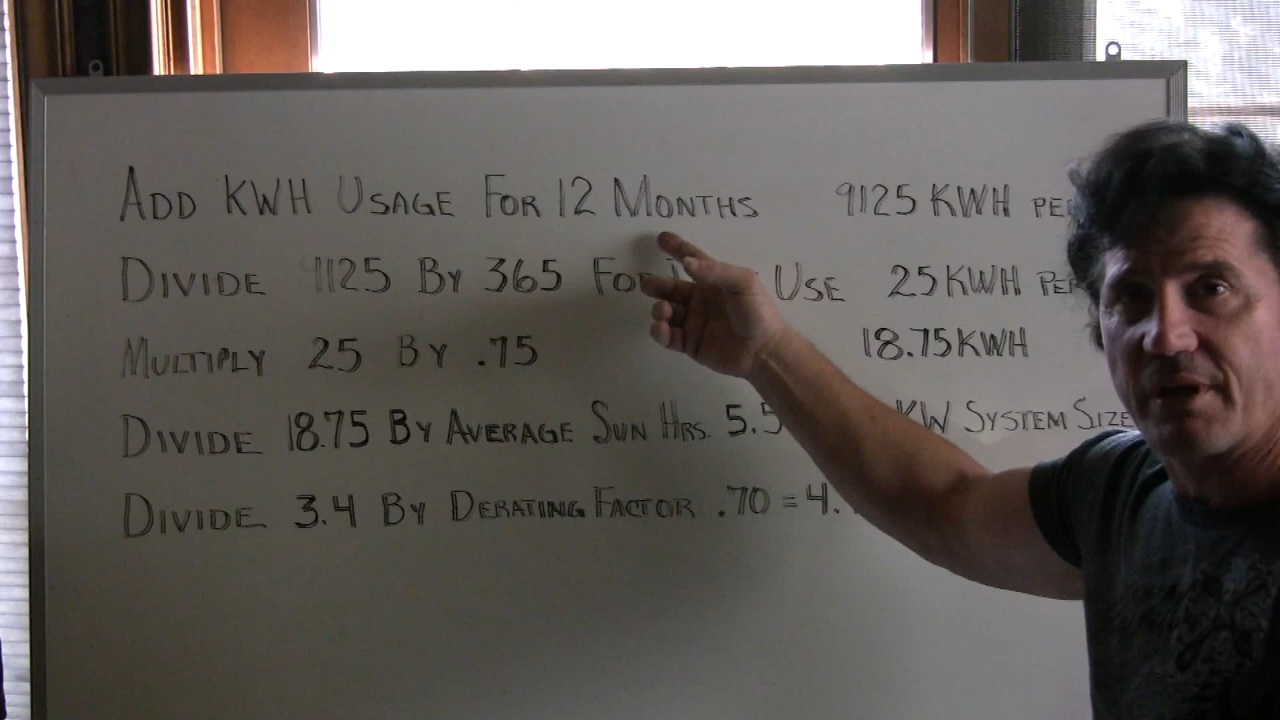 ADD KWH USAGE FOR 12 MONTHS 9125 KWH PER
DIVIDE 9125 BY 365 FOR USE 25 KWH PER
MULTIPLY 25 BY .75 18.75 KWH
DIVIDE 18.75 BY AVERAGE SUN HRS. 5.5 KW SYSTEM SIZE
DIVIDE 3.4 BY DERATING FACTOR .70 = 4.